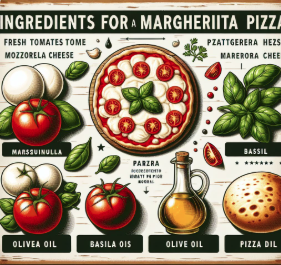 INGREDIENTS FOR A MARGHERIITA PIZZA
FRESH TOMATES TOME
MOZZORELA CHEESE
PZATTGERERA HEZS
MARERORA CHEE
MARSSUINULLA
BASSIL
PARZRA
OLIVEA OIL
BASILA OIS
OLIVE OIL
PIZZA DIL